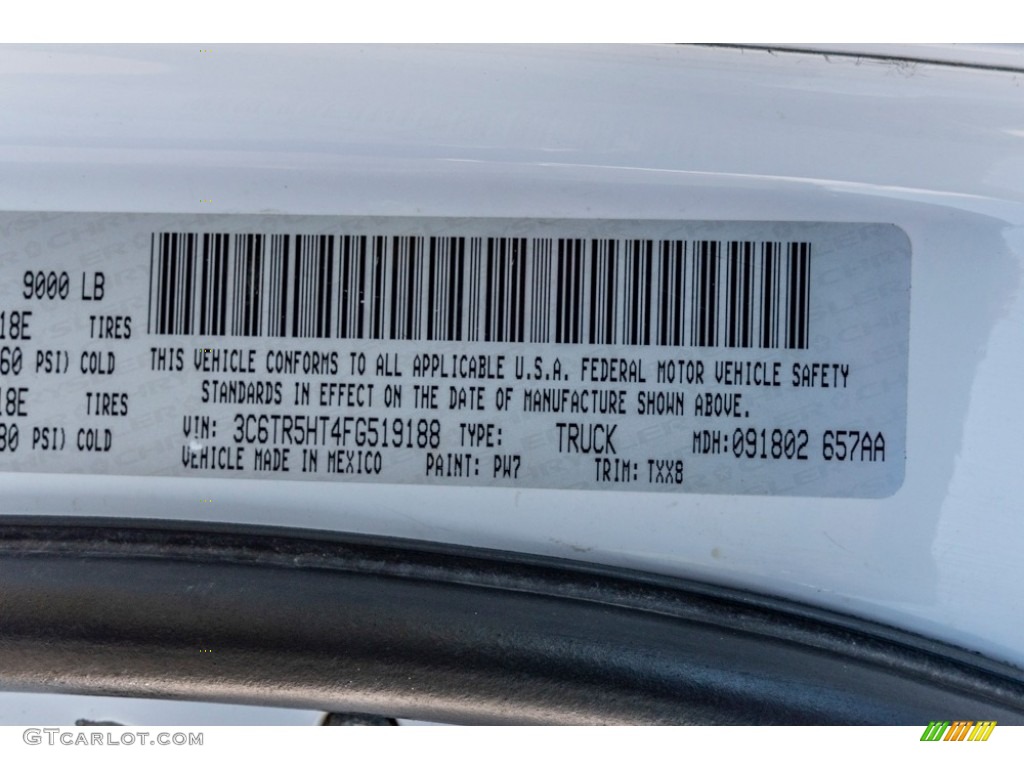 9000 LB
18E TIRES
60 PSI) COLD
18E TIRES
80 PSI) COLD
THIS VEHICLE CONFORMS TO ALL APPLICABLE U.S.A. FEDERAL MOTOR VEHICLE SAFETY
STANDARDS IN EFFECT ON THE DATE OF MANUFACTURE SHOWN ABOVE.
VIN: 3C6TR5HT4FG519188 TYPE: TRUCK MDH:091802 657AA
VEHICLE MADE IN MEXICO PAINT: PW7 TRIM: TXX8
GTCARLOT.COM